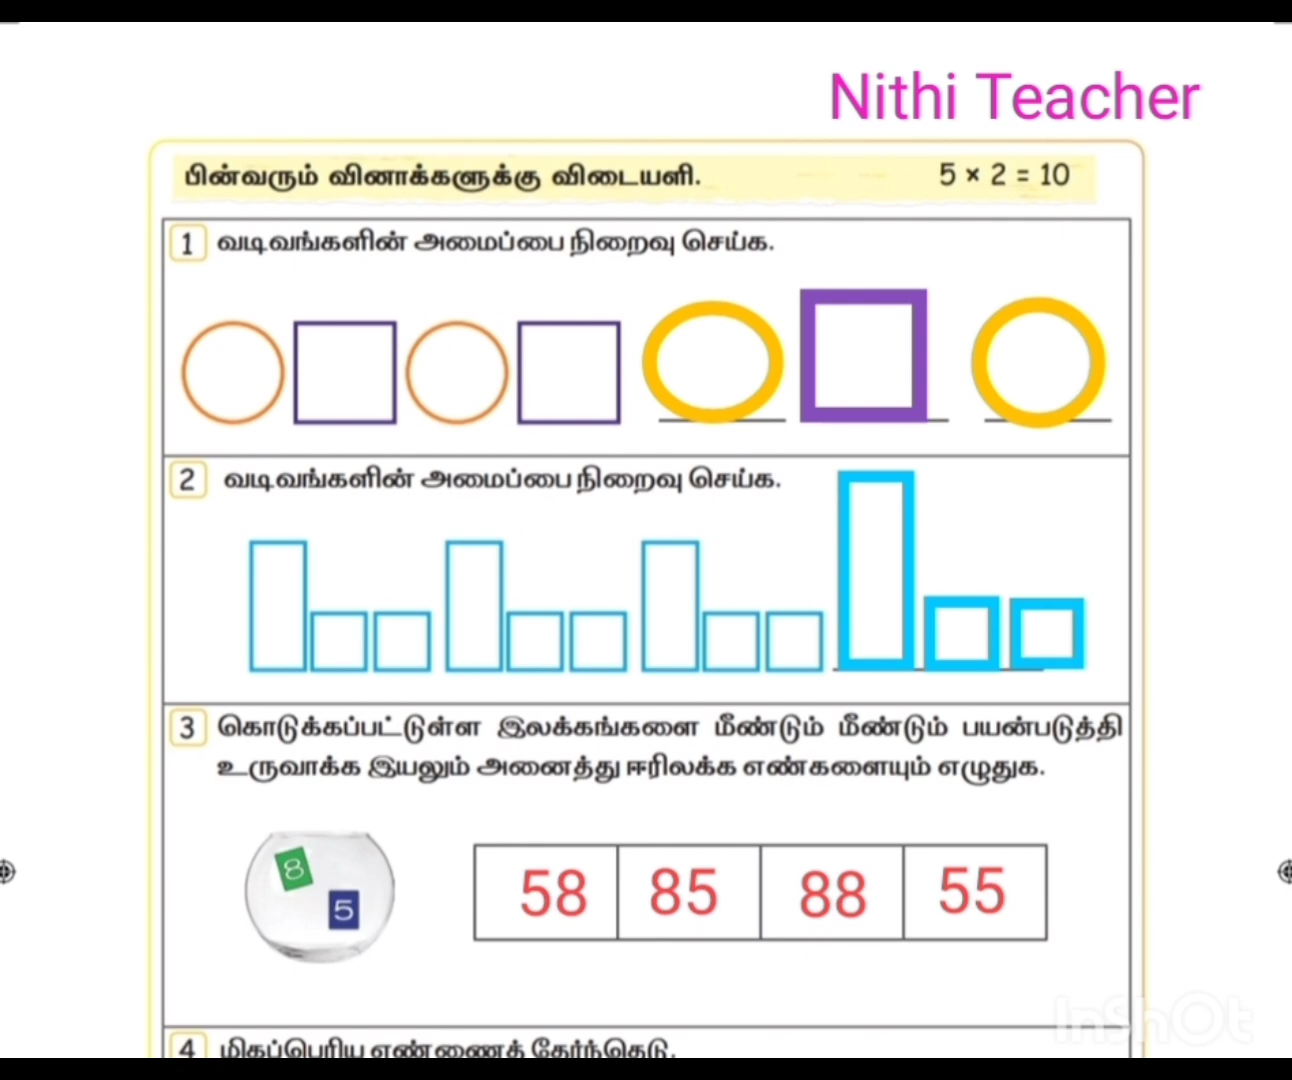 Nithi Teacher
பின்வரும் வினாக்களுக்கு விடையளி. 5 × 2 = 10
1 வடிவங்களின் அமைப்பை நிறைவு செய்க.
2 வடிவங்களின் அமைப்பை நிறைவு செய்க.
3 கொடுக்கப்பட்டுள்ள இலக்கங்களை மீண்டும் மீண்டும் பயன்படுத்தி
உருவாக்க இயலும் அனைத்து ஈரிலக்க எண்களையும் எழுதுக.
8
5
58 85 88 55
InShOt
4 மிகப்பெரிய எண்ணைத் தேர்ந்தெடு.